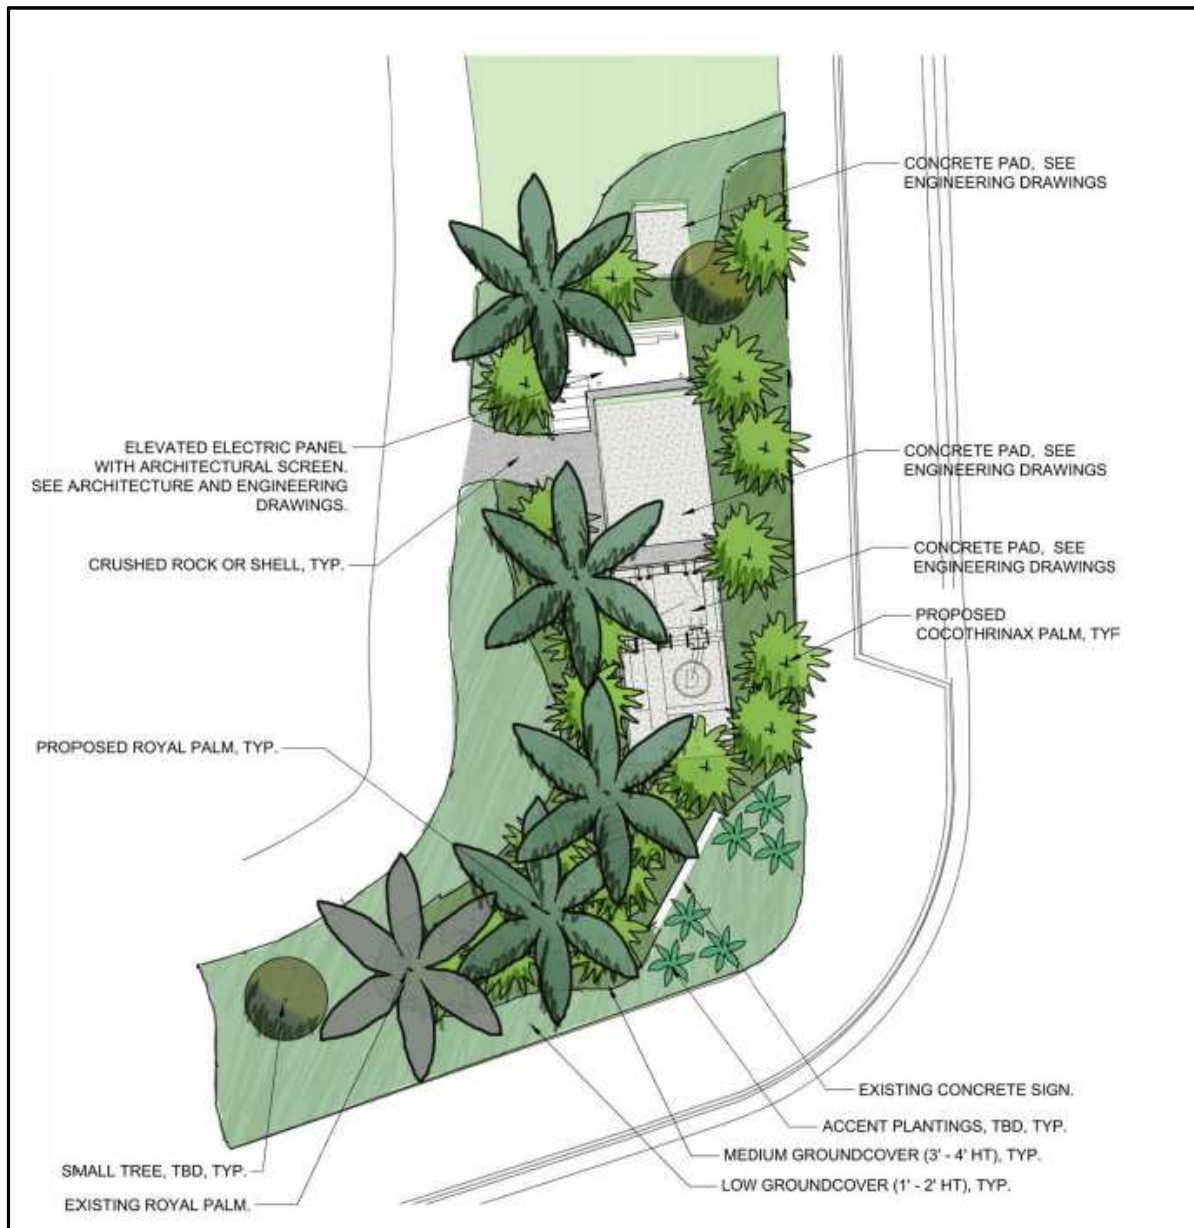 CONCRETE PAD, SEE
ENGINEERING DRAWINGS
ELEVATED ELECTRIC PANEL
WITH ARCHITECTURAL SCREEN.
SEE ARCHITECTURE AND ENGINEERING
DRAWINGS.
CONCRETE PAD, SEE
ENGINEERING DRAWINGS
CRUSHED ROCK OR SHELL, TYP.
CONCRETE PAD, SEE
ENGINEERING DRAWINGS
PROPOSED
COCOTHRINAX PALM, TYF
PROPOSED ROYAL PALM, TYP.
EXISTING CONCRETE SIGN.
ACCENT PLANTINGS, TBD, TYP.
MEDIUM GROUNDCOVER (3' - 4' HT), TYP.
LOW GROUNDCOVER (1' - 2' HT), TYP.
SMALL TREE, TBD, TYP.
EXISTING ROYAL PALM.